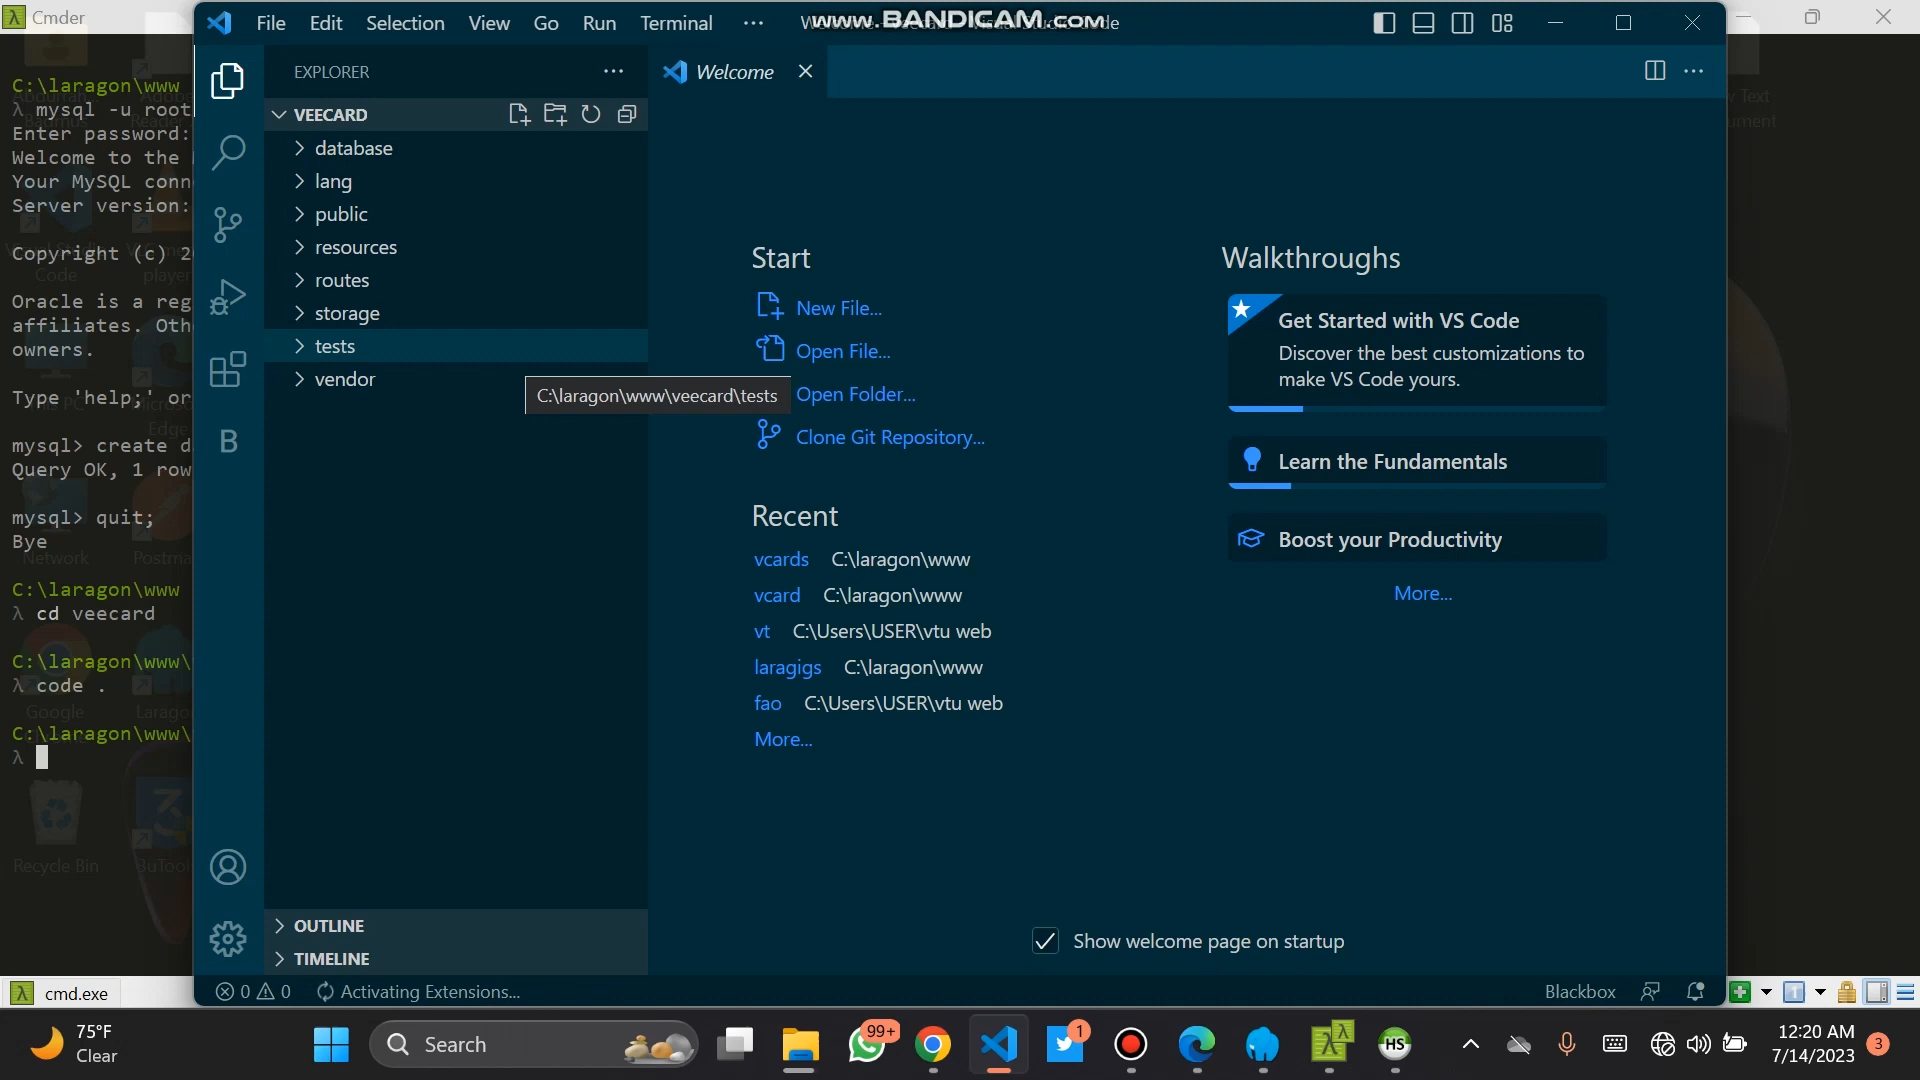 Cmder
C:\laragon\www
λ mysql -u root
Enter password:
Welcome to the
Your MySQL conn
Server version:
Copyright (c) 2
Oracle is a reg
affiliates. Oth
owners.
Type 'help;' or
mysql> create d
Query OK, 1 row
mysql> quit;
Bye
C:\laragon\www
λ cd veecard
C:\laragon\www\
λ code .
C:\laragon\www\
λ
Recycle Bin
cmd.exe
File Edit Selection View Go Run Terminal ...
www.BANDICAM.com
EXPLORER
VEECARD
database
lang
public
resources
routes
storage
tests
vendor
C:\laragon\www\veecard\tests
OUTLINE
TIMELINE
Welcome
Start
New File...
Open File...
Open Folder...
Clone Git Repository...
Recent
vcards C:\laragon\www
vcard C:\laragon\www
vt C:\Users\USER\vtu web
laragigs C:\laragon\www
fao C:\Users\USER\vtu web
More...
Walkthroughs
Get Started with VS Code
Discover the best customizations to
make VS Code yours.
Learn the Fundamentals
Boost your Productivity
More...
Show welcome page on startup
0 0 Activating Extensions...
Blackbox
75°F
Clear
Search
99+
1
HS
12:20 AM
7/14/2023
3